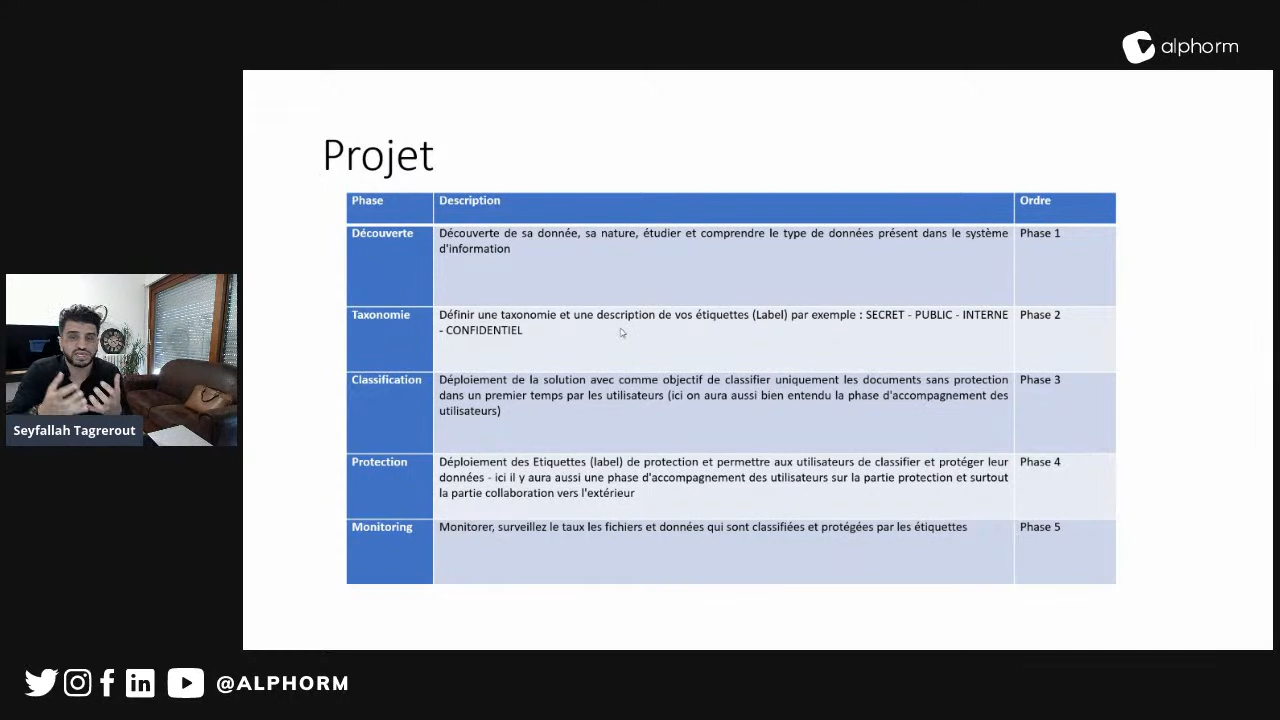 alphorm
Projet
Phase Description Ordre
Découverte Découverte de sa donnée, sa nature, étudier et comprendre le type de données présent dans le système Phase 1
d'information
Taxonomie Définir une taxonomie et une description de vos étiquettes (Label) par exemple : SECRET - PUBLIC - INTERNE Phase 2
- CONFIDENTIEL
Classification Déploiement de la solution avec comme objectif de classifier uniquement les documents sans protection Phase 3
dans un premier temps par les utilisateurs (ici on aura aussi bien entendu la phase d'accompagnement des
utilisateurs)
Protection Déploiement des Etiquettes (label) de protection et permettre aux utilisateurs de classifier et protéger leur Phase 4
données - ici il y aura aussi une phase d'accompagnement des utilisateurs sur la partie protection et surtout
la partie collaboration vers l'extérieur
Monitoring Monitorer, surveillez le taux les fichiers et données qui sont classifiées et protégées par les étiquettes Phase 5
Seyfallah Tagrerout
@ALPHORM